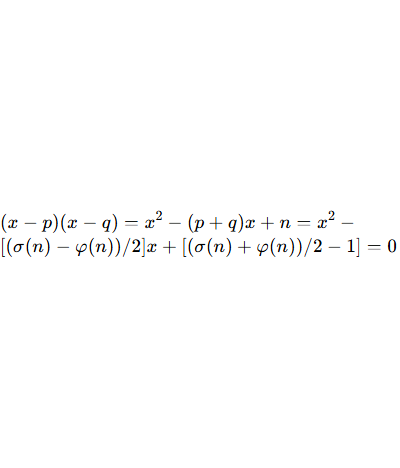 (x − p)(x − q) = x² − (p + q)x + n = x² −
[(σ(n) − φ(n))/2]x + [(σ(n) + φ(n))/2 − 1] = 0